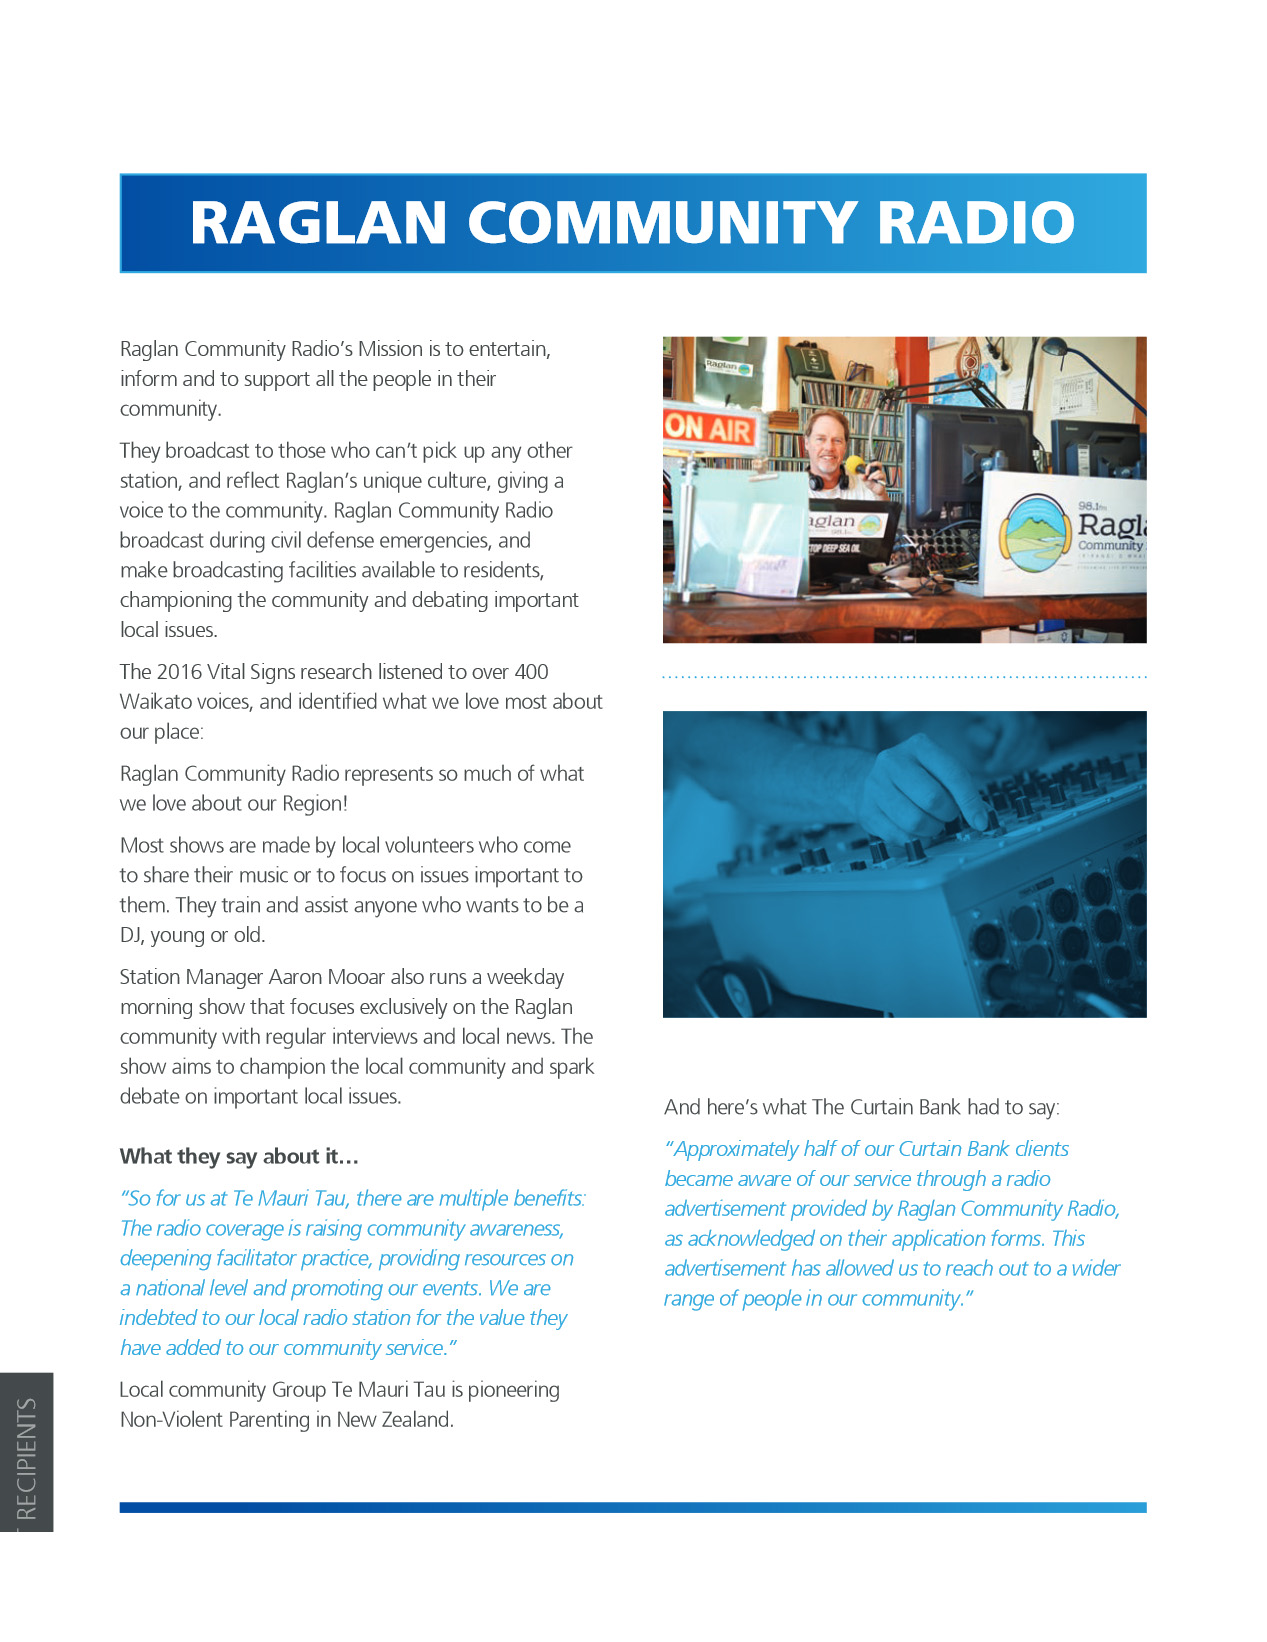 RAGLAN COMMUNITY RADIO
Raglan Community Radio’s Mission is to entertain,
inform and to support all the people in their
community.
They broadcast to those who can’t pick up any other
station, and reflect Raglan’s unique culture, giving a
voice to the community. Raglan Community Radio
broadcast during civil defense emergencies, and
make broadcasting facilities available to residents,
championing the community and debating important
local issues.
The 2016 Vital Signs research listened to over 400
Waikato voices, and identified what we love most about
our place:
Raglan Community Radio represents so much of what
we love about our Region!
Most shows are made by local volunteers who come
to share their music or to focus on issues important to
them. They train and assist anyone who wants to be a
DJ, young or old.
Station Manager Aaron Mooar also runs a weekday
morning show that focuses exclusively on the Raglan
community with regular interviews and local news. The
show aims to champion the local community and spark
debate on important local issues.
What they say about it…
“So for us at Te Mauri Tau, there are multiple benefits:
The radio coverage is raising community awareness,
deepening facilitator practice, providing resources on
a national level and promoting our events. We are
indebted to our local radio station for the value they
have added to our community service.”
Local community Group Te Mauri Tau is pioneering
Non-Violent Parenting in New Zealand.
Raglan
ON AIR
aglan
98.1
TOP DEEP SEA OIL
98.1fm
Ragla
Community
And here’s what The Curtain Bank had to say:
“Approximately half of our Curtain Bank clients
became aware of our service through a radio
advertisement provided by Raglan Community Radio,
as acknowledged on their application forms. This
advertisement has allowed us to reach out to a wider
range of people in our community.”
RECIPIENTS